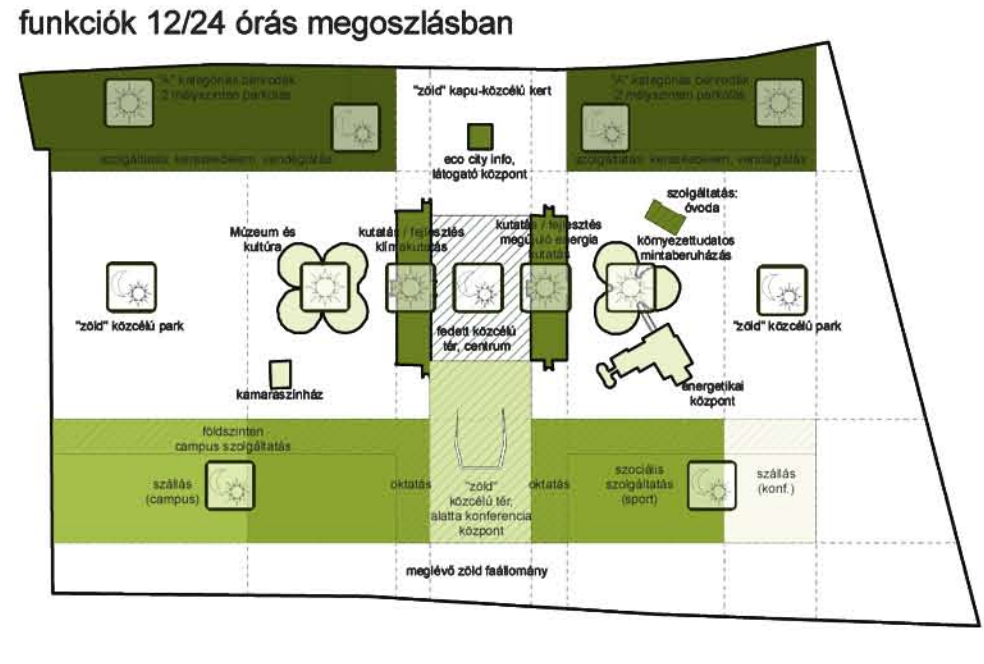 funkciók 12/24 órás megoszlásban
"A" kategóriás bérirodák
2 mélyszinten parkolás
szolgáltatás, kereskedelem, vendéglátás
"zöld" kapu-közcélú kert
eco city info,
látogató központ
"A" kategóriás bérirodák
2 mélyszinten parkolás
szolgáltatás, kereskedelem, vendéglátás
szolgáltatás:
óvoda
Múzeum és
kultúra
kutatás / fejlesztés
klímakutatás
kutatás / fejlesztés
megújuló energia
kutatás
környezettudatos
mintaberuházás
"zöld" közcélú park
fedett közcélú
tér, centrum
"zöld" közcélú park
kamaraszínház
energetikai
központ
földszinten
campus szolgáltatás
szállás
(campus)
oktatás
"zöld"
közcélú tér,
alatta konferencia
központ
oktatás
szociális
szolgáltatás
(sport)
szállás
(konf.)
meglévő zöld faállomány